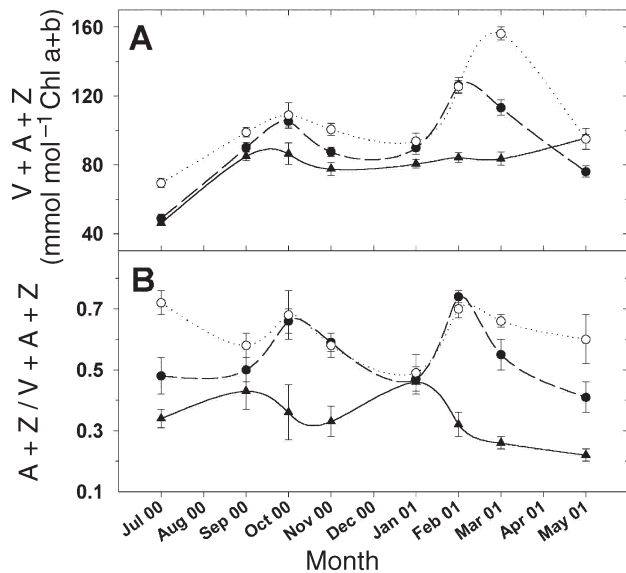 A
V + A + Z
(mmol mol⁻¹ Chl a+b)
160
120
80
40
B
A + Z / V + A + Z
0.7
0.5
0.3
0.1
Jul 00 Aug 00 Sep 00 Oct 00 Nov 00 Dec 00 Jan 01 Feb 01 Mar 01 Apr 01 May 01
Month